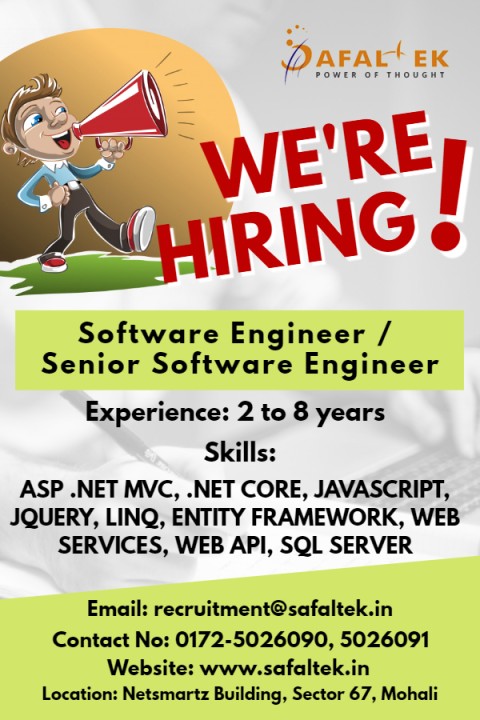 SAFALTEK
POWER OF THOUGHT
WE'RE
HIRING!
Software Engineer /
Senior Software Engineer
Experience: 2 to 8 years
Skills:
ASP .NET MVC, .NET CORE, JAVASCRIPT,
JQUERY, LINQ, ENTITY FRAMEWORK, WEB
SERVICES, WEB API, SQL SERVER
Email: recruitment@safaltek.in
Contact No: 0172-5026090, 5026091
Website: www.safaltek.in
Location: Netsmartz Building, Sector 67, Mohali